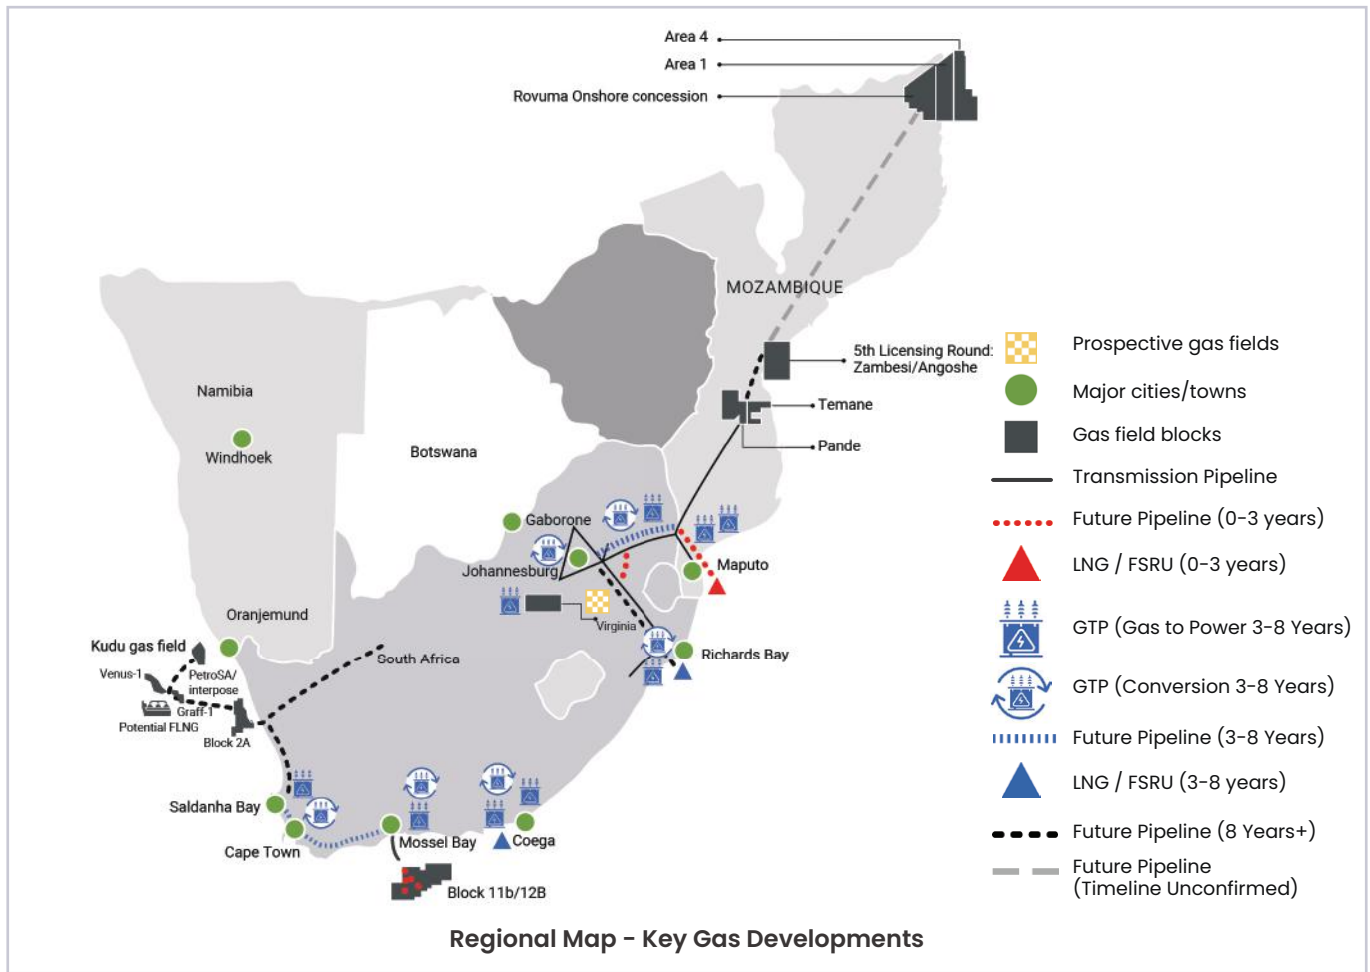 Area 4
Area 1
Rovuma Onshore concession
MOZAMBIQUE
5th Licensing Round:
Zambesi/Angoshe
Temane
Pande
Namibia
Windhoek
Botswana
Gaborone
Johannesburg
Maputo
Virginia
Oranjemund
Kudu gas field
Venus-1
PetroSA/
interpose
South Africa
Richards Bay
Graff-1
Potential FLNG
Block 2A
Saldanha Bay
Cape Town
Mossel Bay
Coega
Block 11b/12B
Prospective gas fields
Major cities/towns
Gas field blocks
Transmission Pipeline
Future Pipeline (0-3 years)
LNG / FSRU (0-3 years)
GTP (Gas to Power 3-8 Years)
GTP (Conversion 3-8 Years)
Future Pipeline (3-8 Years)
LNG / FSRU (3-8 years)
Future Pipeline (8 Years+)
Future Pipeline
(Timeline Unconfirmed)
Regional Map - Key Gas Developments